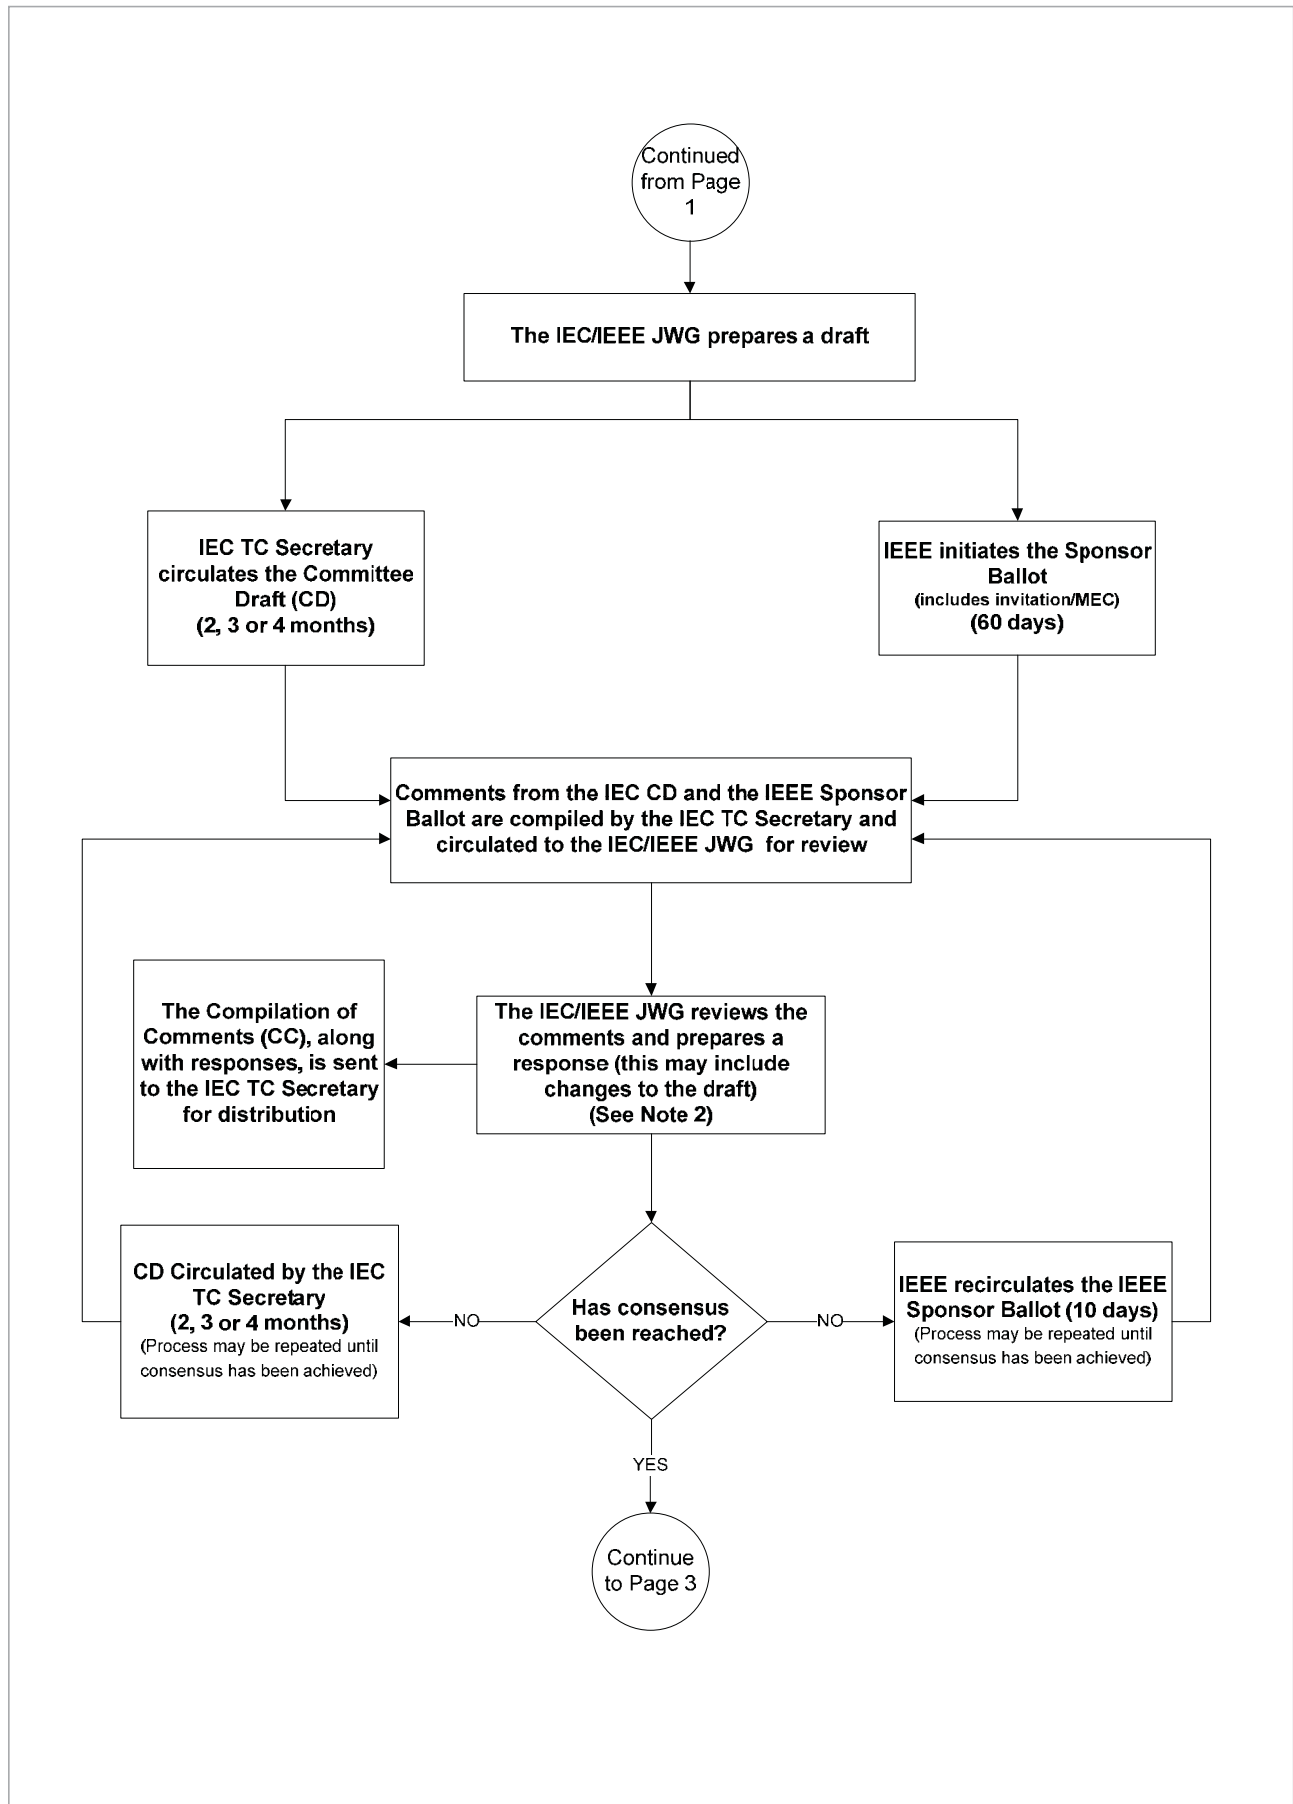 Continued
from Page
1
The IEC/IEEE JWG prepares a draft
IEC TC Secretary
circulates the Committee
Draft (CD)
(2, 3 or 4 months)
IEEE initiates the Sponsor
Ballot
(includes invitation/MEC)
(60 days)
Comments from the IEC CD and the IEEE Sponsor
Ballot are compiled by the IEC TC Secretary and
circulated to the IEC/IEEE JWG for review
The Compilation of
Comments (CC), along
with responses, is sent
to the IEC TC Secretary
for distribution
The IEC/IEEE JWG reviews the
comments and prepares a
response (this may include
changes to the draft)
(See Note 2)
CD Circulated by the IEC
TC Secretary
(2, 3 or 4 months)
(Process may be repeated until
consensus has been achieved)
NO
Has consensus
been reached?
NO
IEEE recirculates the IEEE
Sponsor Ballot (10 days)
(Process may be repeated until
consensus has been achieved)
YES
Continue
to Page 3